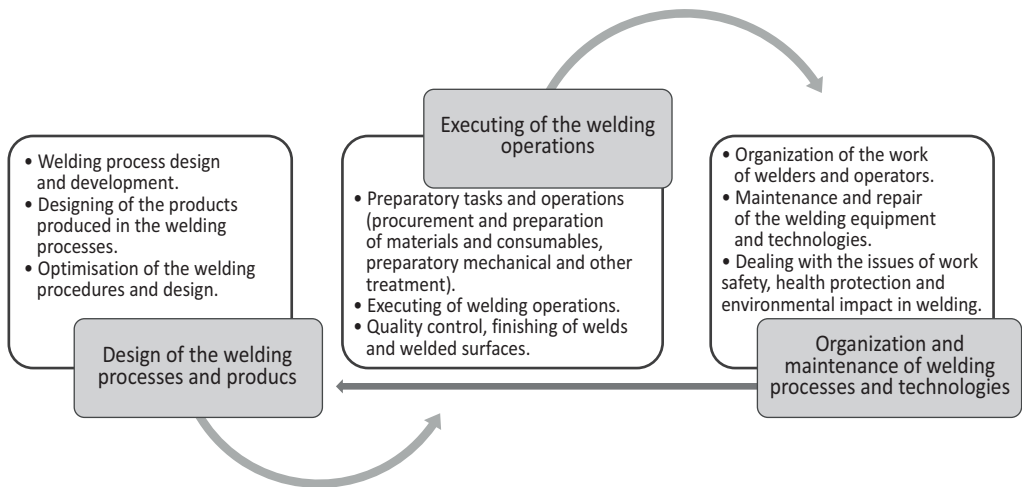 • Welding process design
and development.
• Designing of the products
produced in the welding
processes.
• Optimisation of the welding
procedures and design.
Design of the welding
processes and producs
Executing of the welding
operations
• Preparatory tasks and operations
(procurement and preparation
of materials and consumables,
preparatory mechanical and other
treatment).
• Executing of welding operations.
• Quality control, finishing of welds
and welded surfaces.
• Organization of the work
of welders and operators.
• Maintenance and repair
of the welding equipment
and technologies.
• Dealing with the issues of work
safety, health protection and
environmental impact in welding.
Organization and
maintenance of welding
processes and technologies